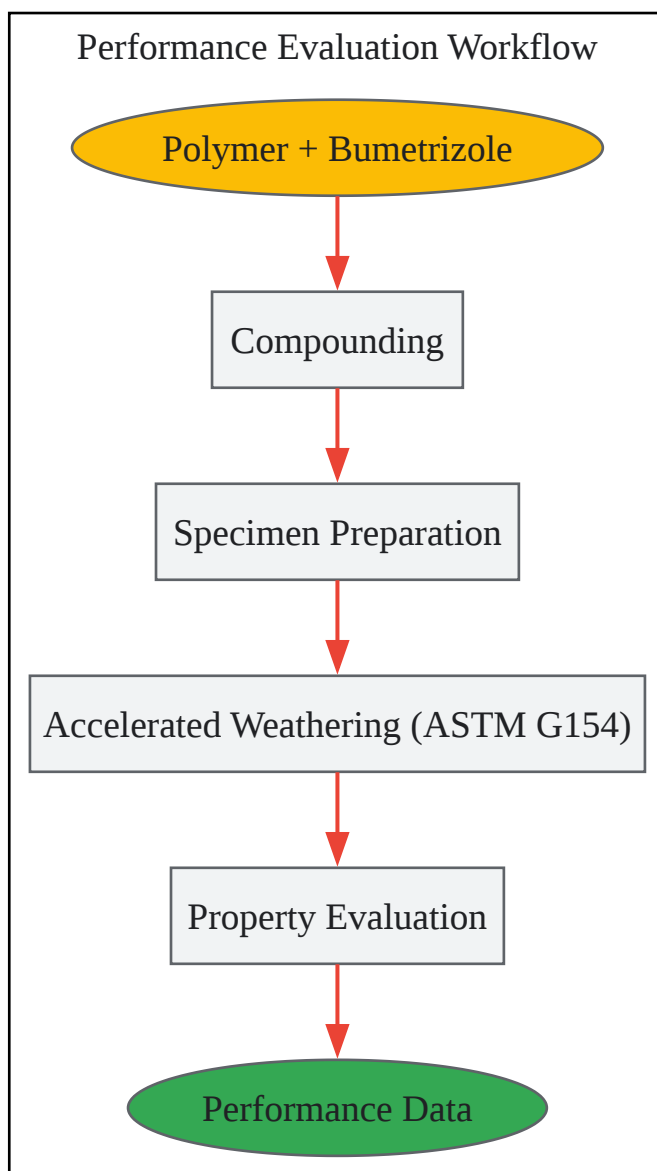 Performance Evaluation Workflow
Polymer + Bumetrizole
Compounding
Specimen Preparation
Accelerated Weathering (ASTM G154)
Property Evaluation
Performance Data